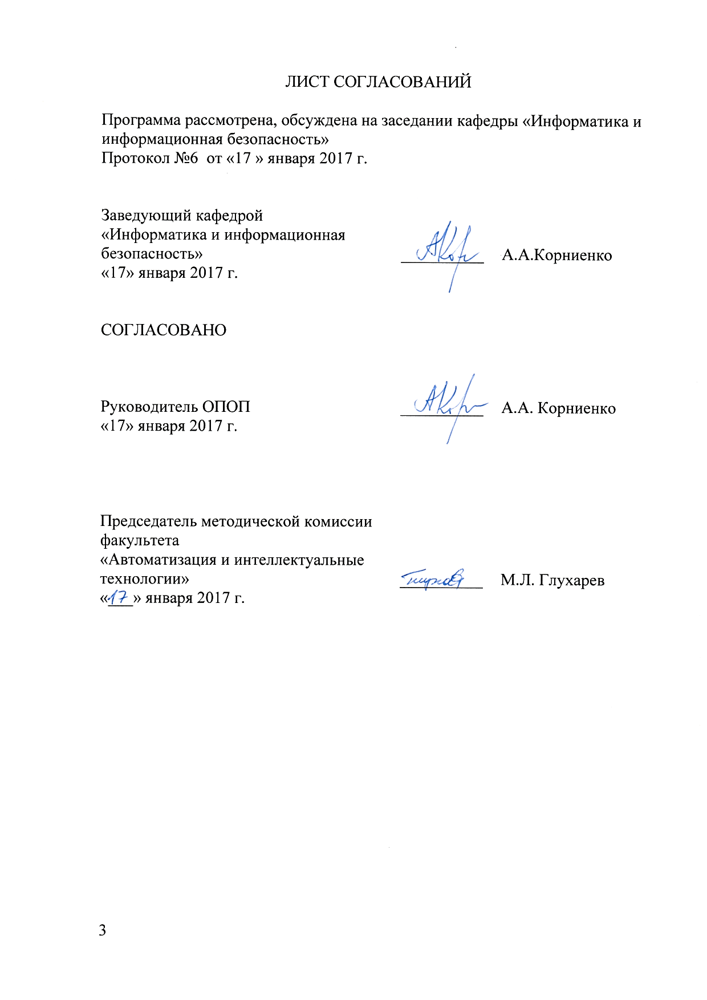 ЛИСТ СОГЛАСОВАНИЙ
Программа рассмотрена, обсуждена на заседании кафедры «Информатика и
информационная безопасность»
Протокол №6 от «17 » января 2017 г.
Заведующий кафедрой
«Информатика и информационная
безопасность» А.А.Корниенко
«17» января 2017 г.
СОГЛАСОВАНО
Руководитель ОПОП А.А. Корниенко
«17» января 2017 г.
Председатель методической комиссии
факультета
«Автоматизация и интеллектуальные
технологии» М.Л. Глухарев
«17» января 2017 г.
3